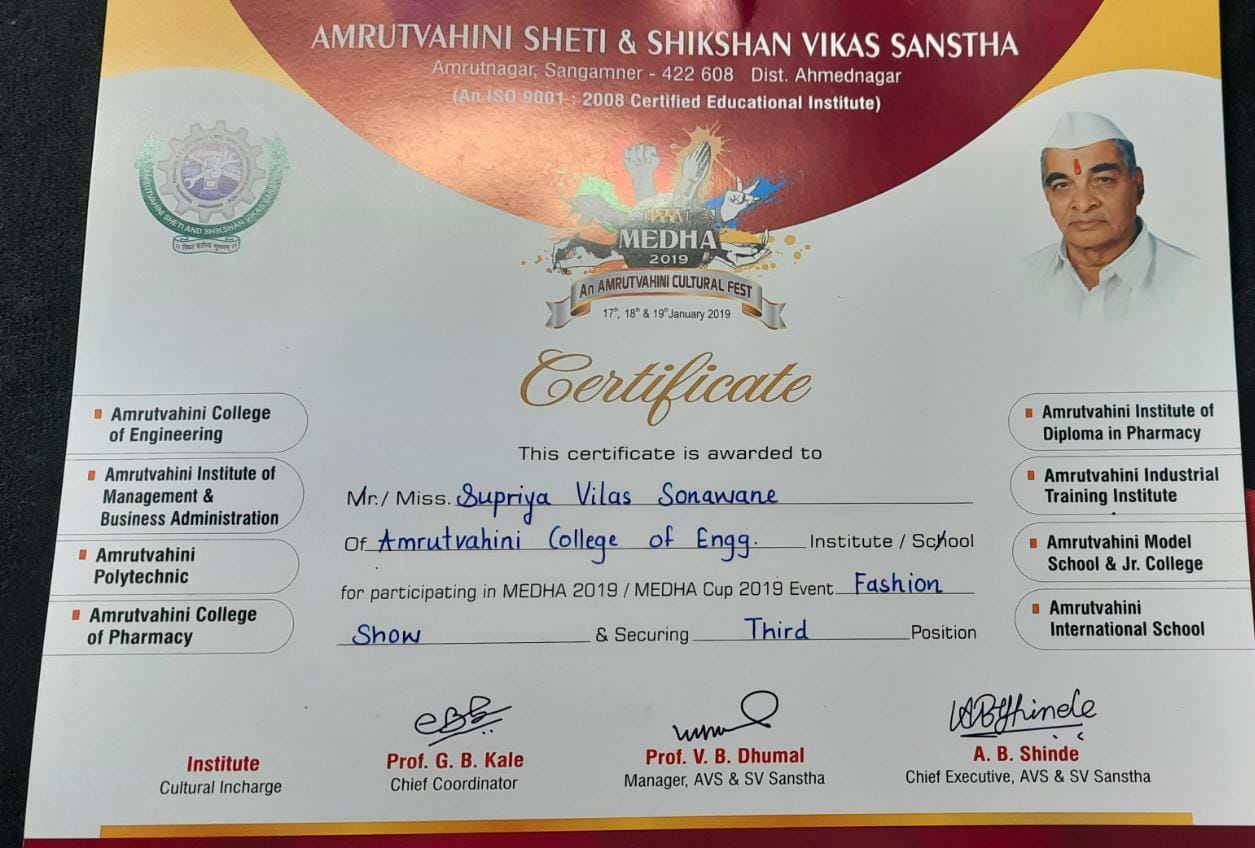 AMRUTVAHINI SHETI & SHIKSHAN VIKAS SANSTHA
Amrutnagar, Sangamner - 422 608 Dist. Ahmednagar
(An ISO 9001 : 2008 Certified Educational Institute)
AMRUTVAHINI SHETI AND SHIKSHAN VIKAS
MEDHA
2019
An AMRUTVAHINI CULTURAL FEST
17th, 18th & 19th January 2019
Certificate
This certificate is awarded to
Mr./ Miss. Supriya Vilas Sonawane
Of Amrutvahini College of Engg. Institute / School
for participating in MEDHA 2019 / MEDHA Cup 2019 Event Fashion
Show & Securing Third Position
Amrutvahini College
of Engineering
Amrutvahini Institute of
Management &
Business Administration
Amrutvahini
Polytechnic
Amrutvahini College
of Pharmacy
Amrutvahini Institute of
Diploma in Pharmacy
Amrutvahini Industrial
Training Institute
Amrutvahini Model
School & Jr. College
Amrutvahini
International School
Institute
Cultural Incharge
Prof. G. B. Kale
Chief Coordinator
Prof. V. B. Dhumal
Manager, AVS & SV Sanstha
ABShinde
A. B. Shinde
Chief Executive, AVS & SV Sanstha